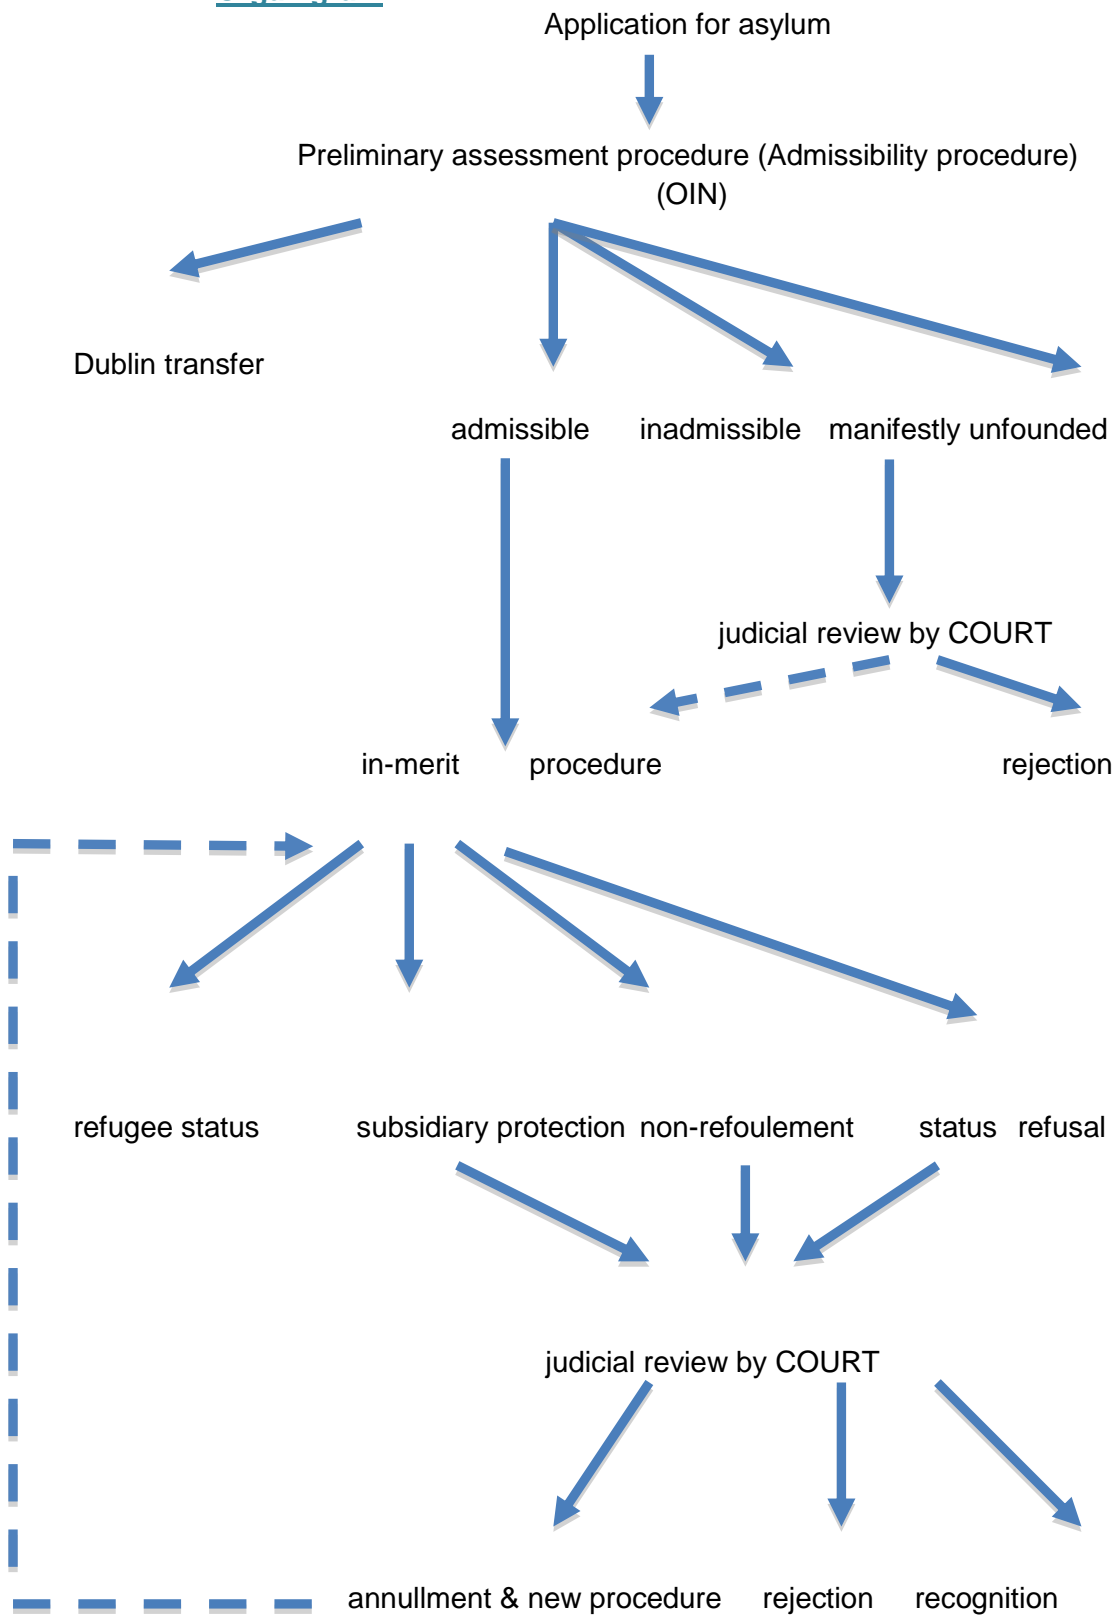 Application for asylum
Preliminary assessment procedure (Admissibility procedure)
(OIN)
Dublin transfer
admissible inadmissible manifestly unfounded
judicial review by COURT
in-merit procedure rejection
refugee status subsidiary protection non-refoulement status refusal
judicial review by COURT
annullment & new procedure rejection recognition